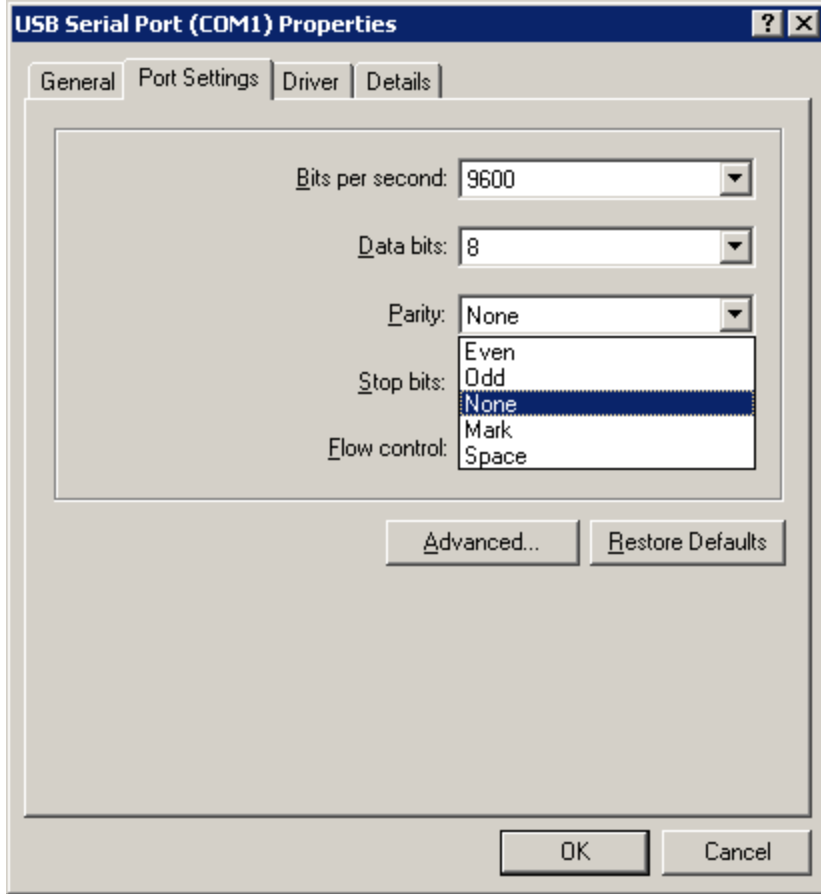 USB Serial Port (COM1) Properties
General Port Settings Driver Details
Bits per second: 9600
Data bits: 8
Parity: None
Even
Stop bits: Odd
None
Mark
Flow control: Space
Advanced... Restore Defaults
OK Cancel